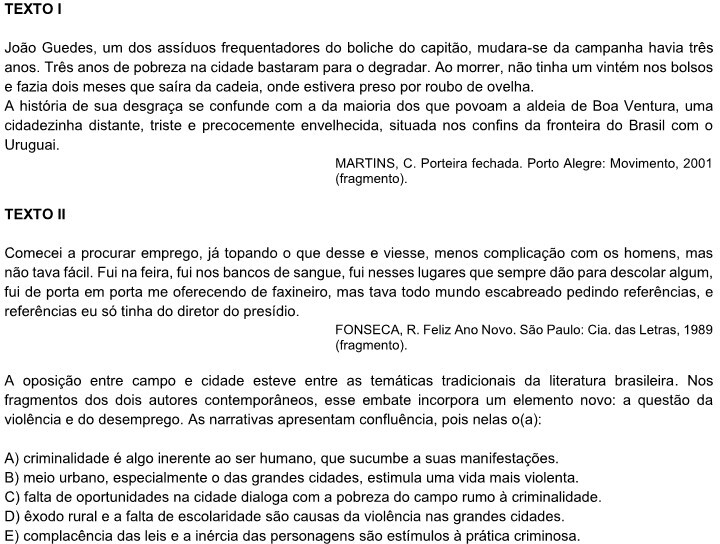 TEXTO I
João Guedes, um dos assíduos frequentadores do boliche do capitão, mudara-se da campanha havia três
anos. Três anos de pobreza na cidade bastaram para o degradar. Ao morrer, não tinha um vintém nos bolsos
e fazia dois meses que saíra da cadeia, onde estivera preso por roubo de ovelha.
A história de sua desgraça se confunde com a da maioria dos que povoam a aldeia de Boa Ventura, uma
cidadezinha distante, triste e precocemente envelhecida, situada nos confins da fronteira do Brasil com o
Uruguai.
MARTINS, C. Porteira fechada. Porto Alegre: Movimento, 2001
(fragmento).
TEXTO II
Comecei a procurar emprego, já topando o que desse e viesse, menos complicação com os homens, mas
não tava fácil. Fui na feira, fui nos bancos de sangue, fui nesses lugares que sempre dão para descolar algum,
fui de porta em porta me oferecendo de faxineiro, mas tava todo mundo escabreado pedindo referências, e
referências eu só tinha do diretor do presídio.
FONSECA, R. Feliz Ano Novo. São Paulo: Cia. das Letras, 1989
(fragmento).
A oposição entre campo e cidade esteve entre as temáticas tradicionais da literatura brasileira. Nos
fragmentos dos dois autores contemporâneos, esse embate incorpora um elemento novo: a questão da
violência e do desemprego. As narrativas apresentam confluência, pois nelas o(a):
A) criminalidade é algo inerente ao ser humano, que sucumbe a suas manifestações.
B) meio urbano, especialmente o das grandes cidades, estimula uma vida mais violenta.
C) falta de oportunidades na cidade dialoga com a pobreza do campo rumo à criminalidade.
D) êxodo rural e a falta de escolaridade são causas da violência nas grandes cidades.
E) complacência das leis e a inércia das personagens são estímulos à prática criminosa.